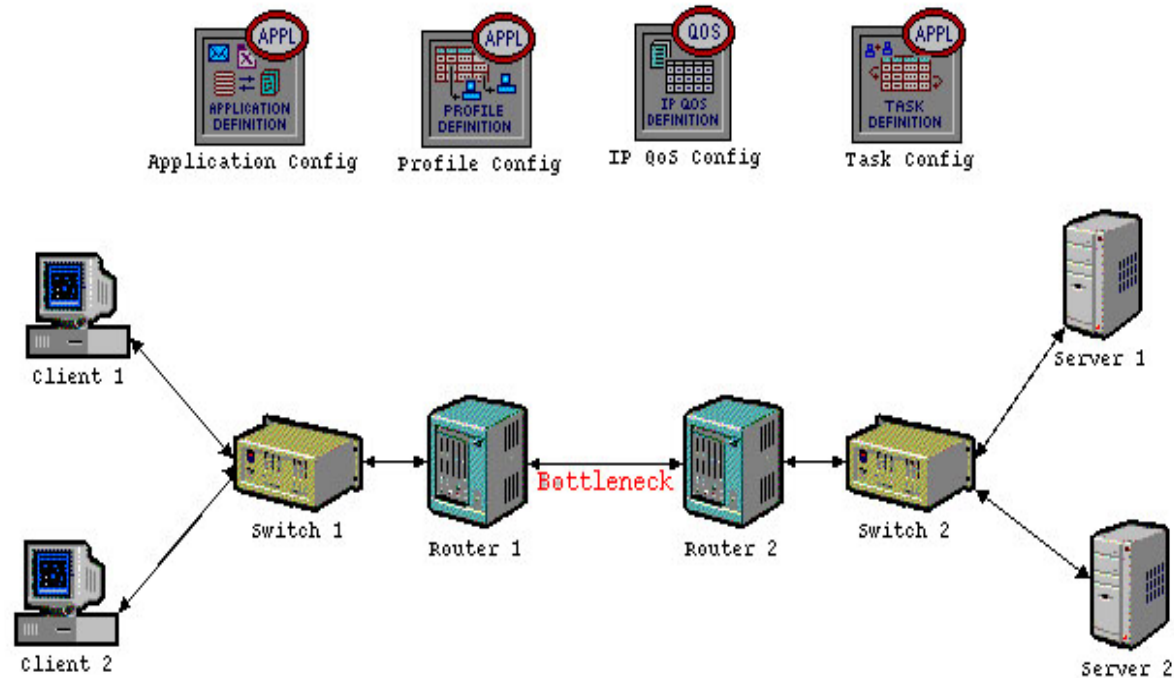 APPL
APPLICATION
DEFINITION
Application Config
APPL
PROFILE
DEFINITION
Profile Config
QOS
IP QOS
DEFINITION
IP QoS Config
APPL
TASK
DEFINITION
Task Config
Client 1
Server 1
Switch 1
Router 1
Bottleneck
Router 2
Switch 2
Client 2
Server 2